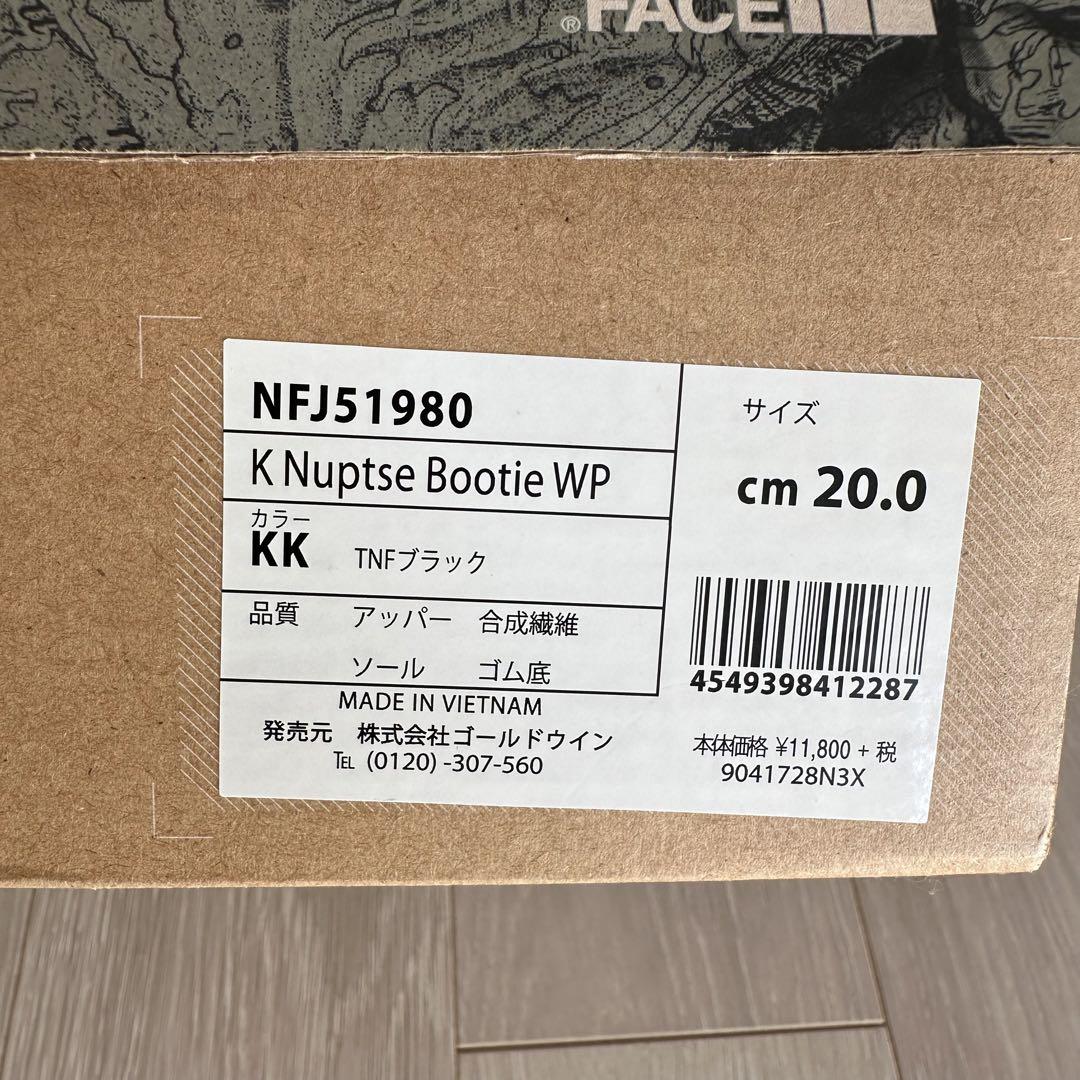 ® FACE
NFJ51980
K Nuptse Bootie WP
カラー
KK TNFブラック
品質 アッパー 合成繊維
ソール ゴム底
MADE IN VIETNAM
発売元 株式会社ゴールドウイン
TEL (0120) -307-560
サイズ
cm 20.0
4549398412287
本体価格 ¥11,800 + 税
9041728N3X